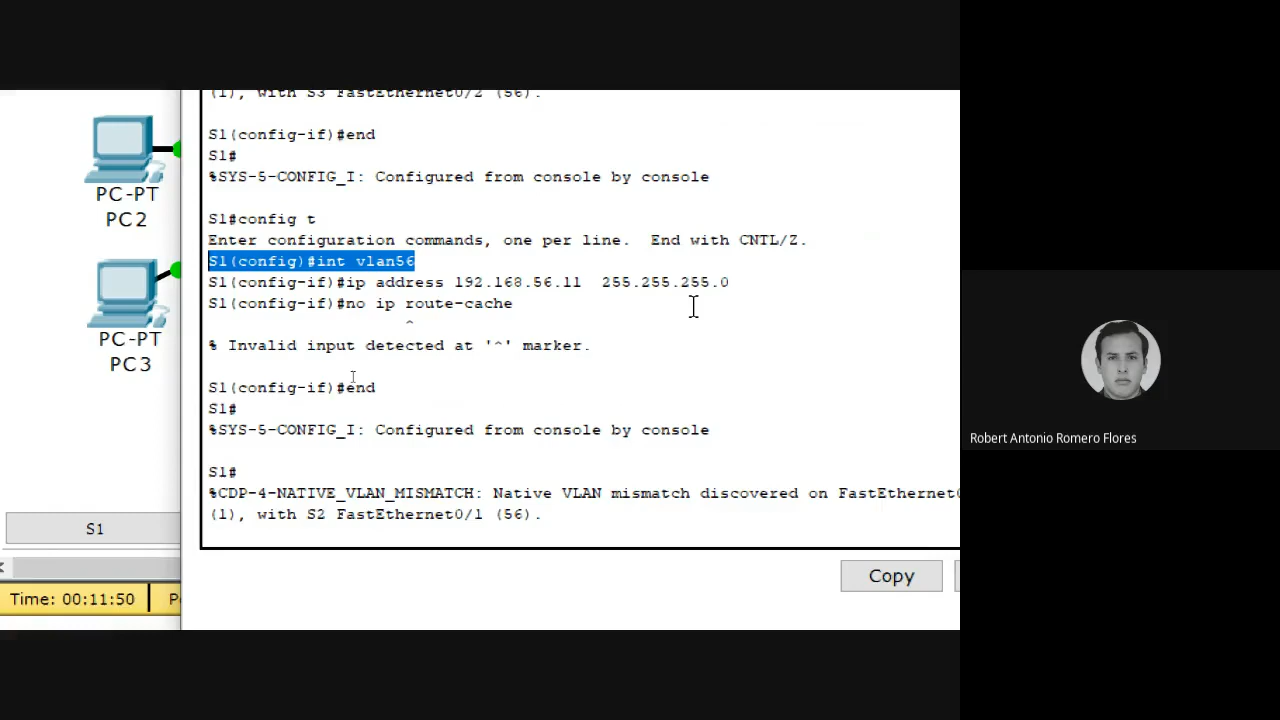 (1), with S3 FastEthernet0/2 (56).
S1(config-if)#end
S1#
%SYS-5-CONFIG_I: Configured from console by console
S1#config t
Enter configuration commands, one per line.  End with CNTL/Z.
S1(config)#int vlan56
S1(config-if)#ip address 192.168.56.11  255.255.255.0
S1(config-if)#no ip route-cache
^
% Invalid input detected at '^' marker.
S1(config-if)#end
S1#
%SYS-5-CONFIG_I: Configured from console by console
S1#
%CDP-4-NATIVE_VLAN_MISMATCH: Native VLAN mismatch discovered on FastEthernet0
(1), with S2 FastEthernet0/1 (56).
PC-PT
PC2
PC-PT
PC3
S1
Time: 00:11:50
Copy
Robert Antonio Romero Flores